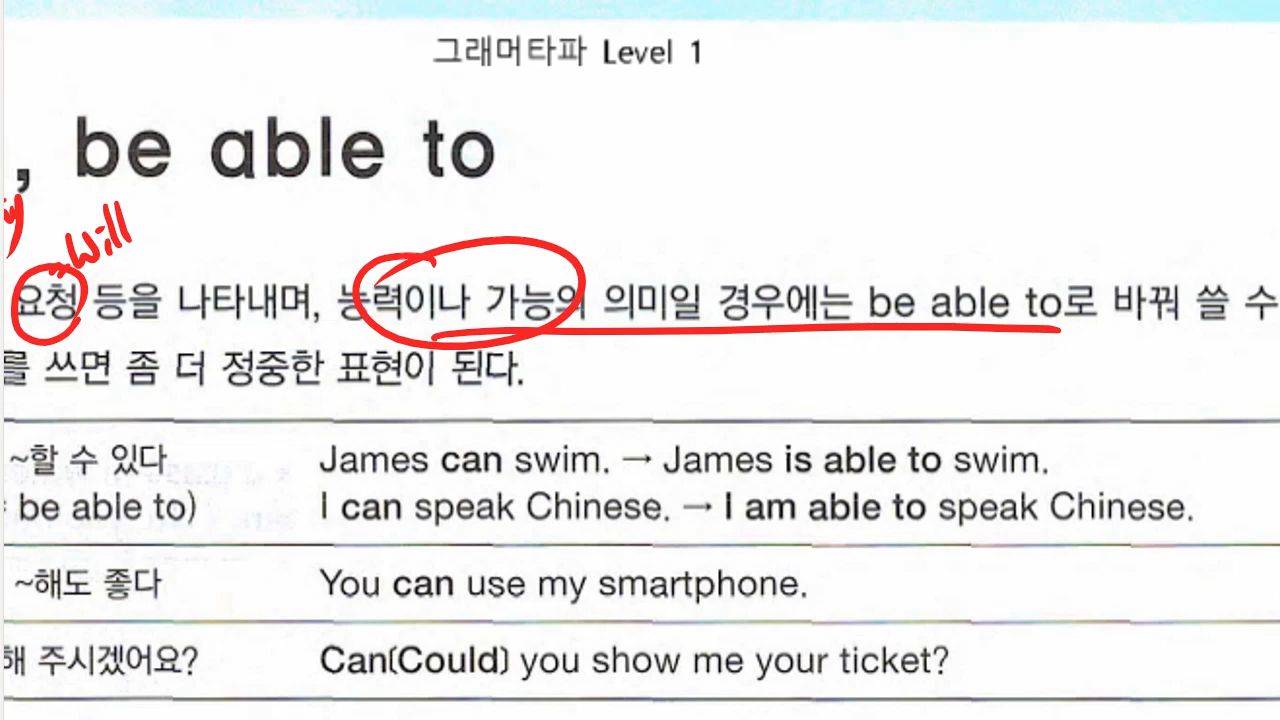 그래머타파 Level 1
, be able to
y
will
요청 등을 나타내며, 능력이나 가능의 의미일 경우에는 be able to로 바꿔 쓸 수
를 쓰면 좀 더 정중한 표현이 된다.
~할 수 있다 James can swim. → James is able to swim.
be able to) I can speak Chinese. → I am able to speak Chinese.
~해도 좋다 You can use my smartphone.
해 주시겠어요? Can(Could) you show me your ticket?